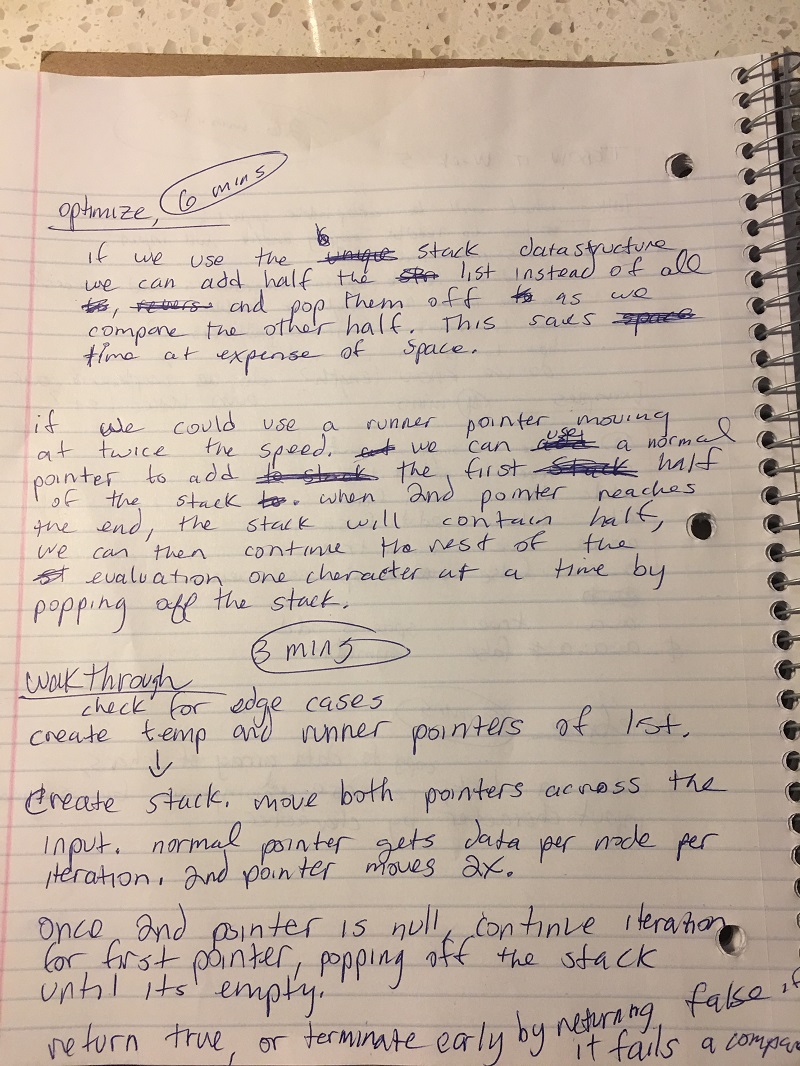 optimize, 6 mins
if we use the stack datastructure
we can add half the list instead of all
, and pop them off as we
compare the other half. This saves
time at expense of space.
if we could use a runner pointer moving
at twice the speed. we can use a normal
pointer to add the first half
of the stack . when 2nd pointer reaches
the end, the stack will contain half,
we can then continue the rest of the
evaluation one character at a time by
popping off the stack.
3 mins
walkthrough
check for edge cases
create temp and runner pointers of list.
↓
Create stack. move both pointers across the
input. normal pointer gets data per node per
iteration. 2nd pointer moves 2x.
Once 2nd pointer is null, continue iteration
for first pointer, popping off the stack
until its empty.
return true, or terminate early by returning false if
it fails a compar